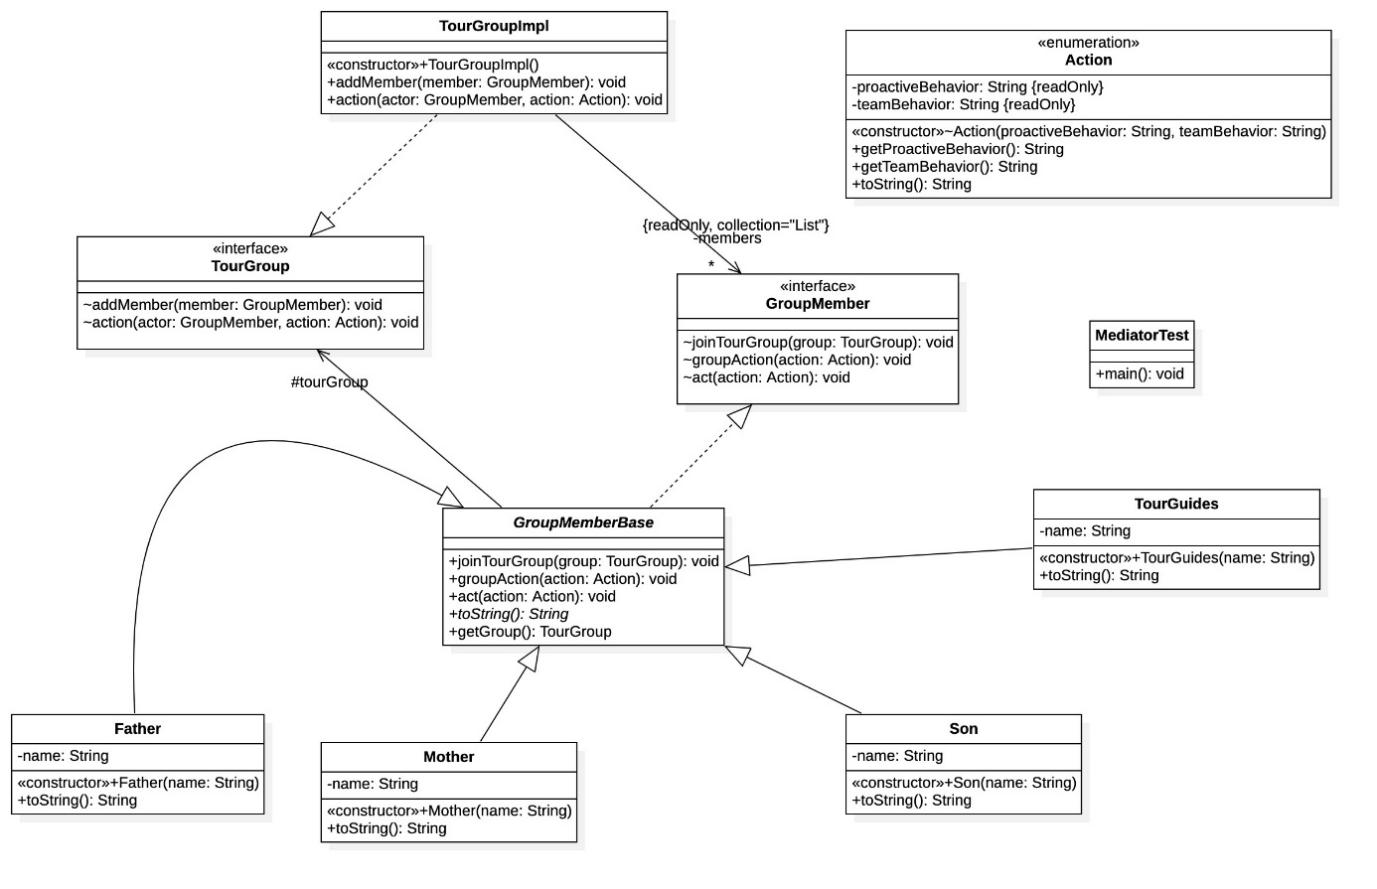 TourGroupImpl
«constructor»+TourGroupImpl()
+addMember(member: GroupMember): void
+action(actor: GroupMember, action: Action): void
«enumeration»
Action
-proactiveBehavior: String {readOnly}
-teamBehavior: String {readOnly}
«constructor»~Action(proactiveBehavior: String, teamBehavior: String)
+getProactiveBehavior(): String
+getTeamBehavior(): String
+toString(): String
{readOnly, collection="List"}
-members
*
«interface»
TourGroup
~addMember(member: GroupMember): void
~action(actor: GroupMember, action: Action): void
«interface»
GroupMember
~joinTourGroup(group: TourGroup): void
~groupAction(action: Action): void
~act(action: Action): void
MediatorTest
+main(): void
#tourGroup
GroupMemberBase
+joinTourGroup(group: TourGroup): void
+groupAction(action: Action): void
+act(action: Action): void
+toString(): String
+getGroup(): TourGroup
TourGuides
-name: String
«constructor»+TourGuides(name: String)
+toString(): String
Father
-name: String
«constructor»+Father(name: String)
+toString(): String
Mother
-name: String
«constructor»+Mother(name: String)
+toString(): String
Son
-name: String
«constructor»+Son(name: String)
+toString(): String